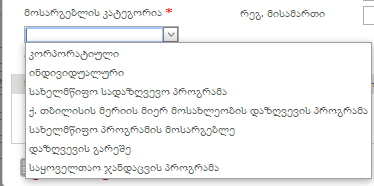 მოსარგებლის კატეგორია * რეგ. მისამართი
კორპორატიული
ინდივიდუალური
სახელმწიფო სადაზღვევო პროგრამა
ქ. თბილისის მერიის მიერ მოსახლეობის დაზღვევის პროგრამა
სახელმწიფო პროგრამის მოსარგებლე
დაზღვევის გარეშე
საყოველთაო ჯანდაცვის პროგრამა